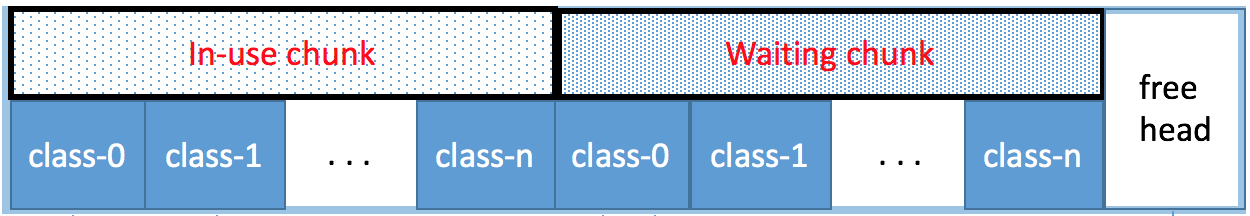 In-use chunk
Waiting chunk
free
head
class-0
class-1
. . .
class-n
class-0
class-1
. . .
class-n